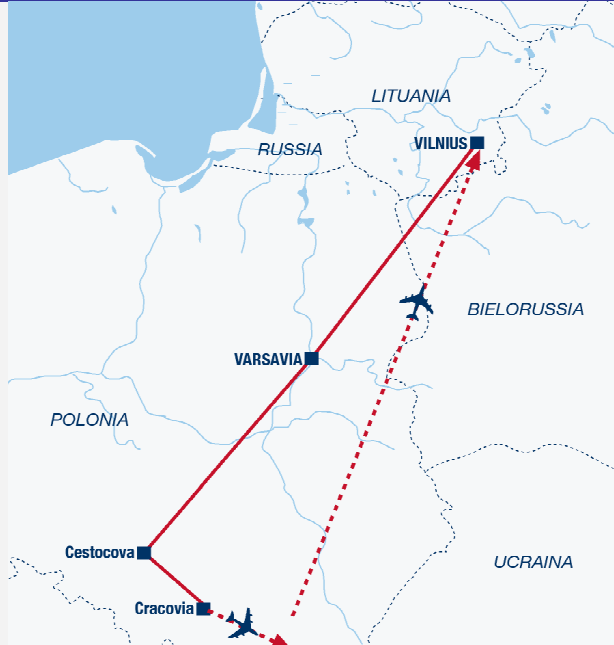 LITUANIA
VILNIUS
RUSSIA
BIELORUSSIA
VARSAVIA
POLONIA
Cestocova
UCRAINA
Cracovia